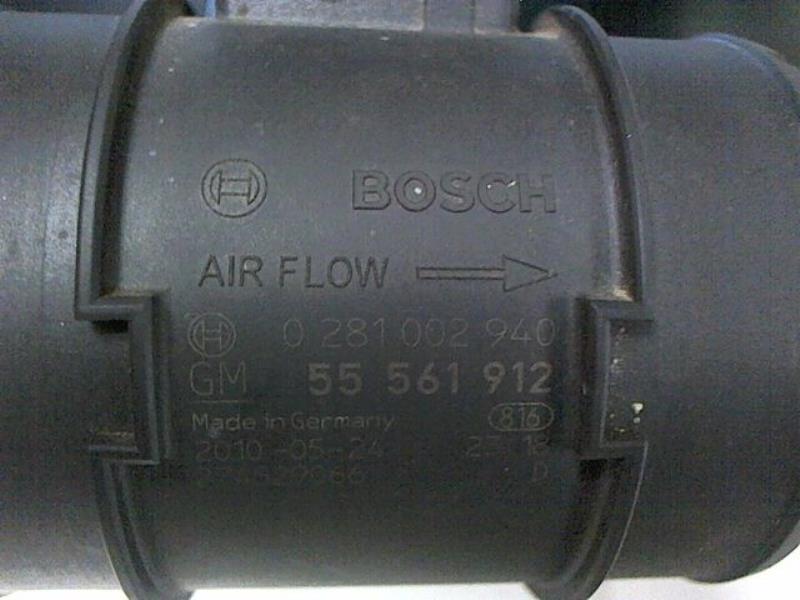 BOSCH
AIR FLOW
0 281 002 940
GM 55 561 912
Made in Germany 816
2010-05-24
D